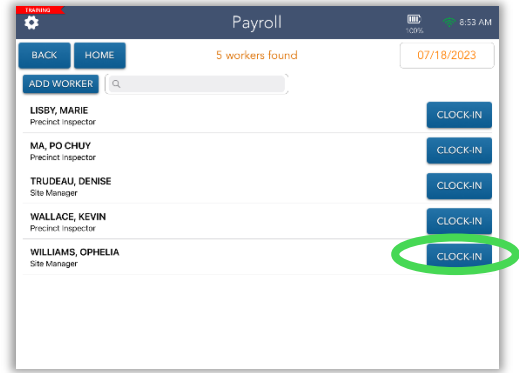 TRAINING
Payroll
100%
8:53 AM
BACK
HOME
5 workers found
07/18/2023
ADD WORKER
LISBY, MARIE
Precinct Inspector
CLOCK-IN
MA, PO CHUY
Precinct Inspector
CLOCK-IN
TRUDEAU, DENISE
Site Manager
CLOCK-IN
WALLACE, KEVIN
Precinct Inspector
CLOCK-IN
WILLIAMS, OPHELIA
Site Manager
CLOCK-IN